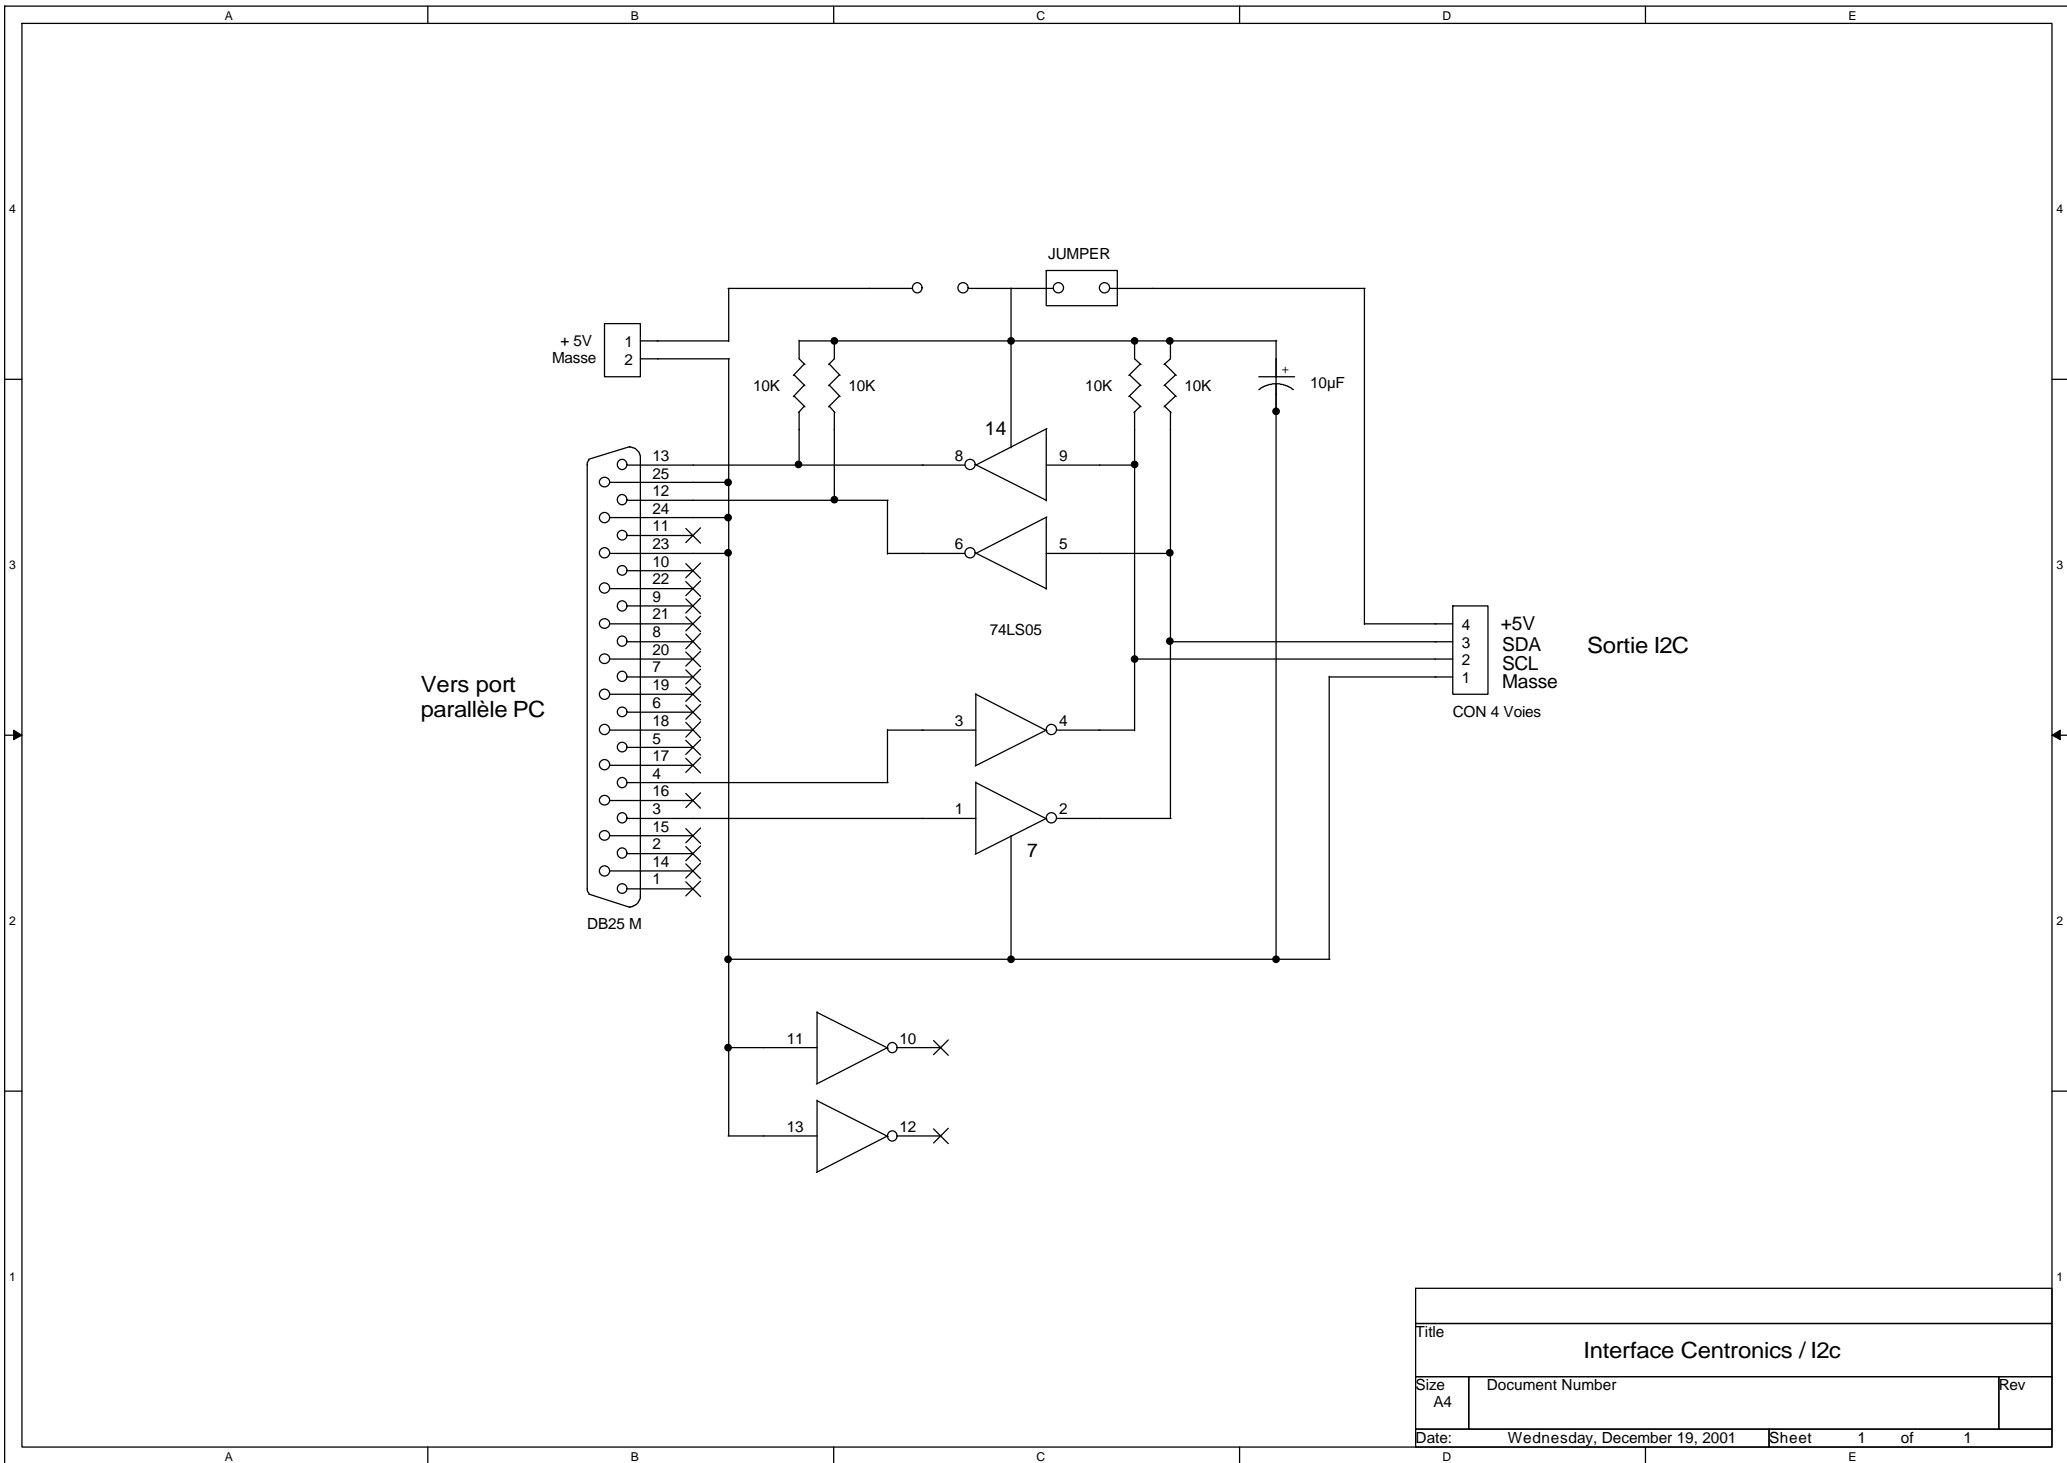 A B C D E
4 4
JUMPER
+ 5V 1
Masse 2
10K 10K 10K 10K + 10µF
14
13 8 9
25
12
24
11
23 6 5
3 3
10
22
9
21
8 74LS05
20
7
19
6
18
5
17
4
16
3
15
2
14
1
4 +5V
3 SDA
2 SCL
1 Masse
Sortie I2C
CON 4 Voies
Vers port
parallèle PC
3 4
1 2
7
DB25 M
2 2
11 10
13 12
1 1
Title
Interface Centronics / I2c
Size Document Number Rev
A4
Date: Wednesday, December 19, 2001 Sheet 1 of 1
A B C D E